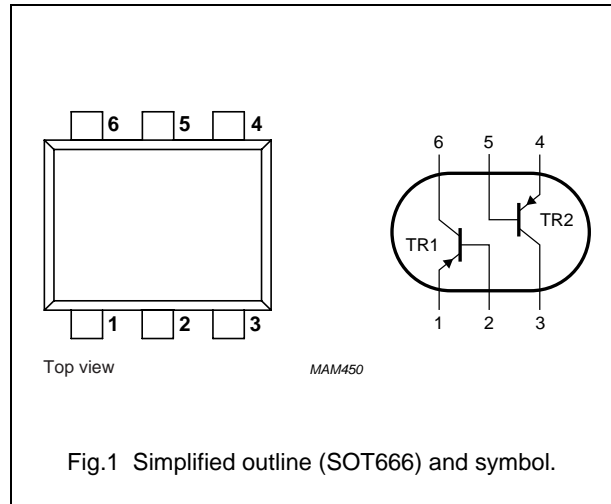 6 5 4
1 2 3
Top view
6 5 4
TR1
TR2
1 2 3
MAM450
Fig.1 Simplified outline (SOT666) and symbol.